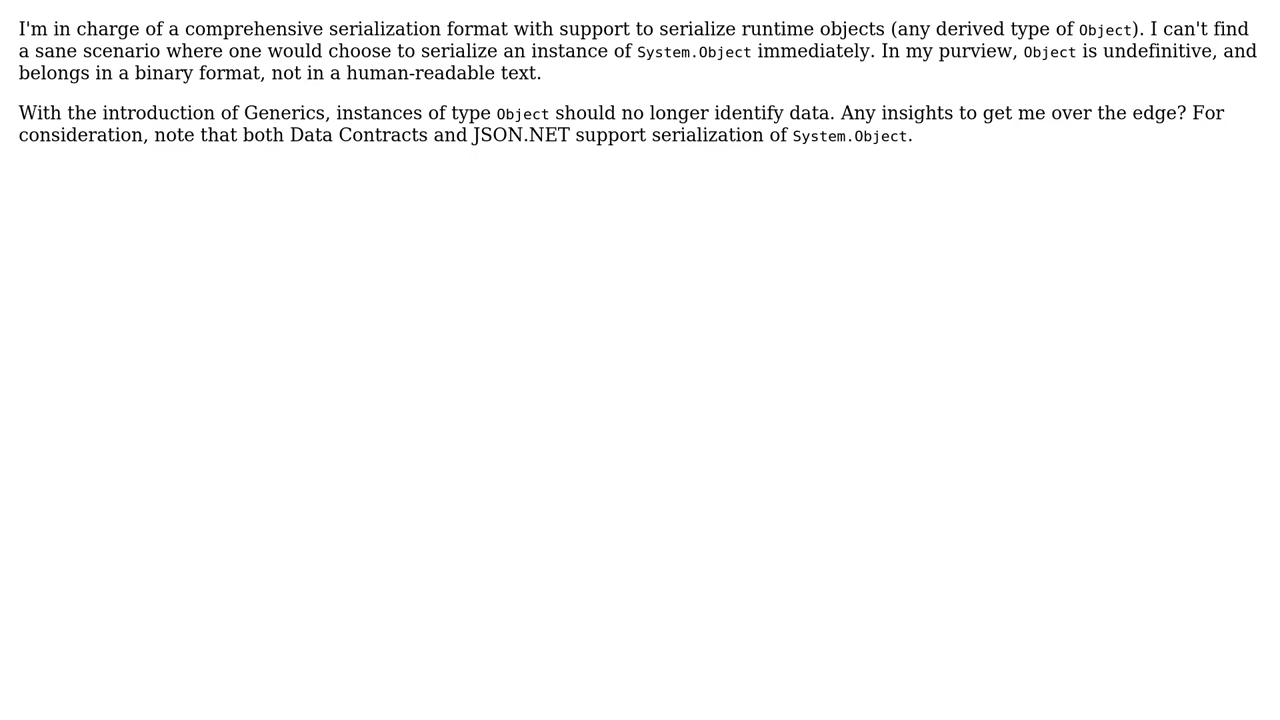 I'm in charge of a comprehensive serialization format with support to serialize runtime objects (any derived type of Object). I can't find
a sane scenario where one would choose to serialize an instance of System.Object immediately. In my purview, Object is undefinitive, and
belongs in a binary format, not in a human-readable text.
With the introduction of Generics, instances of type Object should no longer identify data. Any insights to get me over the edge? For
consideration, note that both Data Contracts and JSON.NET support serialization of System.Object.